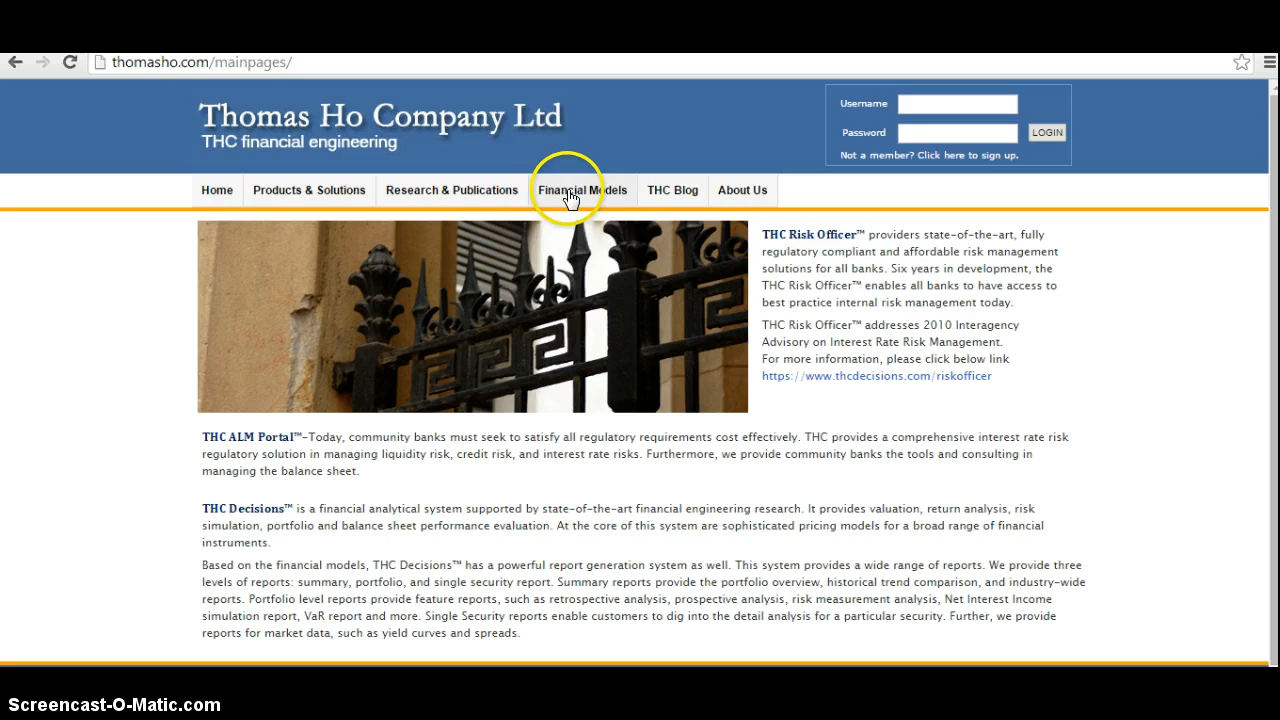 thomasho.com/mainpages/
Thomas Ho Company Ltd
THC financial engineering
Username
Password
LOGIN
Not a member? Click here to sign up.
Home
Products & Solutions
Research & Publications
Financial Models
THC Blog
About Us
THC Risk Officer™ providers state-of-the-art, fully
regulatory compliant and affordable risk management
solutions for all banks. Six years in development, the
THC Risk Officer™ enables all banks to have access to
best practice internal risk management today.
THC Risk Officer™ addresses 2010 Interagency
Advisory on Interest Rate Risk Management.
For more information, please click below link
https://www.thcdecisions.com/riskofficer
THC ALM Portal™-Today, community banks must seek to satisfy all regulatory requirements cost effectively. THC provides a comprehensive interest rate risk
regulatory solution in managing liquidity risk, credit risk, and interest rate risks. Furthermore, we provide community banks the tools and consulting in
managing the balance sheet.
THC Decisions™ is a financial analytical system supported by state-of-the-art financial engineering research. It provides valuation, return analysis, risk
simulation, portfolio and balance sheet performance evaluation. At the core of this system are sophisticated pricing models for a broad range of financial
instruments.
Based on the financial models, THC Decisions™ has a powerful report generation system as well. This system provides a wide range of reports. We provide three
levels of reports: summary, portfolio, and single security report. Summary reports provide the portfolio overview, historical trend comparison, and industry-wide
reports. Portfolio level reports provide feature reports, such as retrospective analysis, prospective analysis, risk measurement analysis, Net Interest Income
simulation report, VaR report and more. Single Security reports enable customers to dig into the detail analysis for a particular security. Further, we provide
reports for market data, such as yield curves and spreads.
Screencast-O-Matic.com